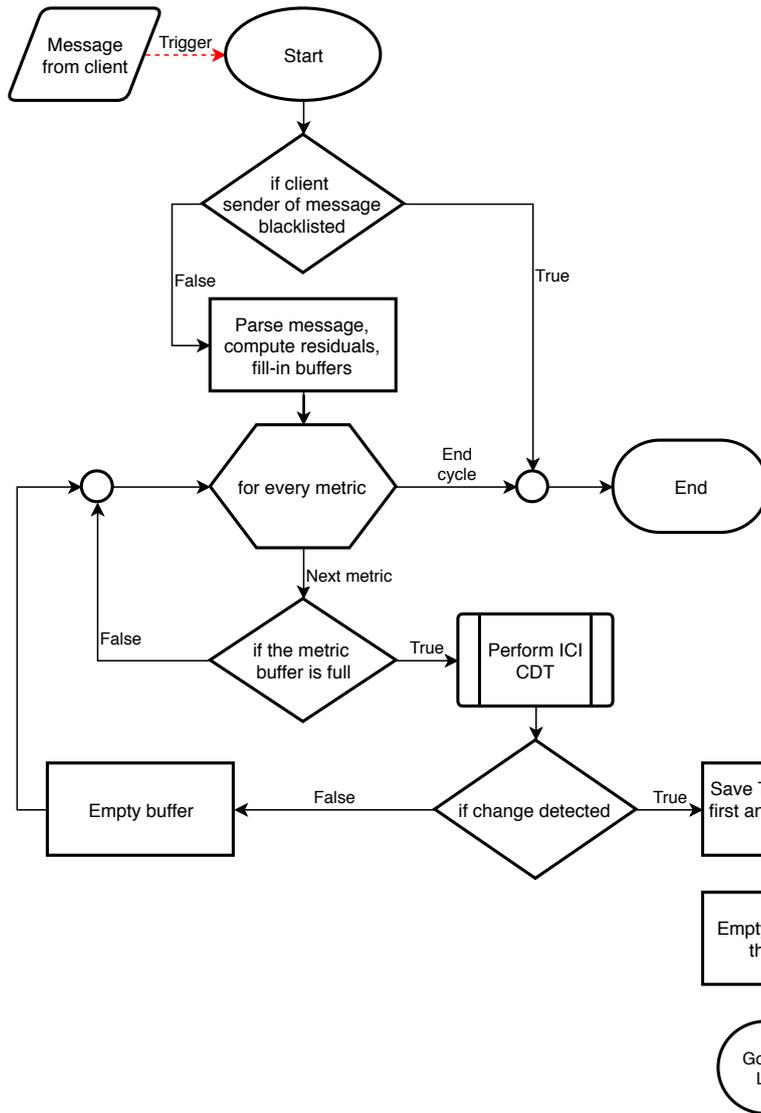 Message
from client
Trigger
Start
if client
sender of message
blacklisted
False
True
Parse message,
compute residuals,
fill-in buffers
for every metric
End
cycle
End
Next metric
False
if the metric
buffer is full
True
Perform ICI
CDT
Empty buffer
False
if change detected
True
Save
first